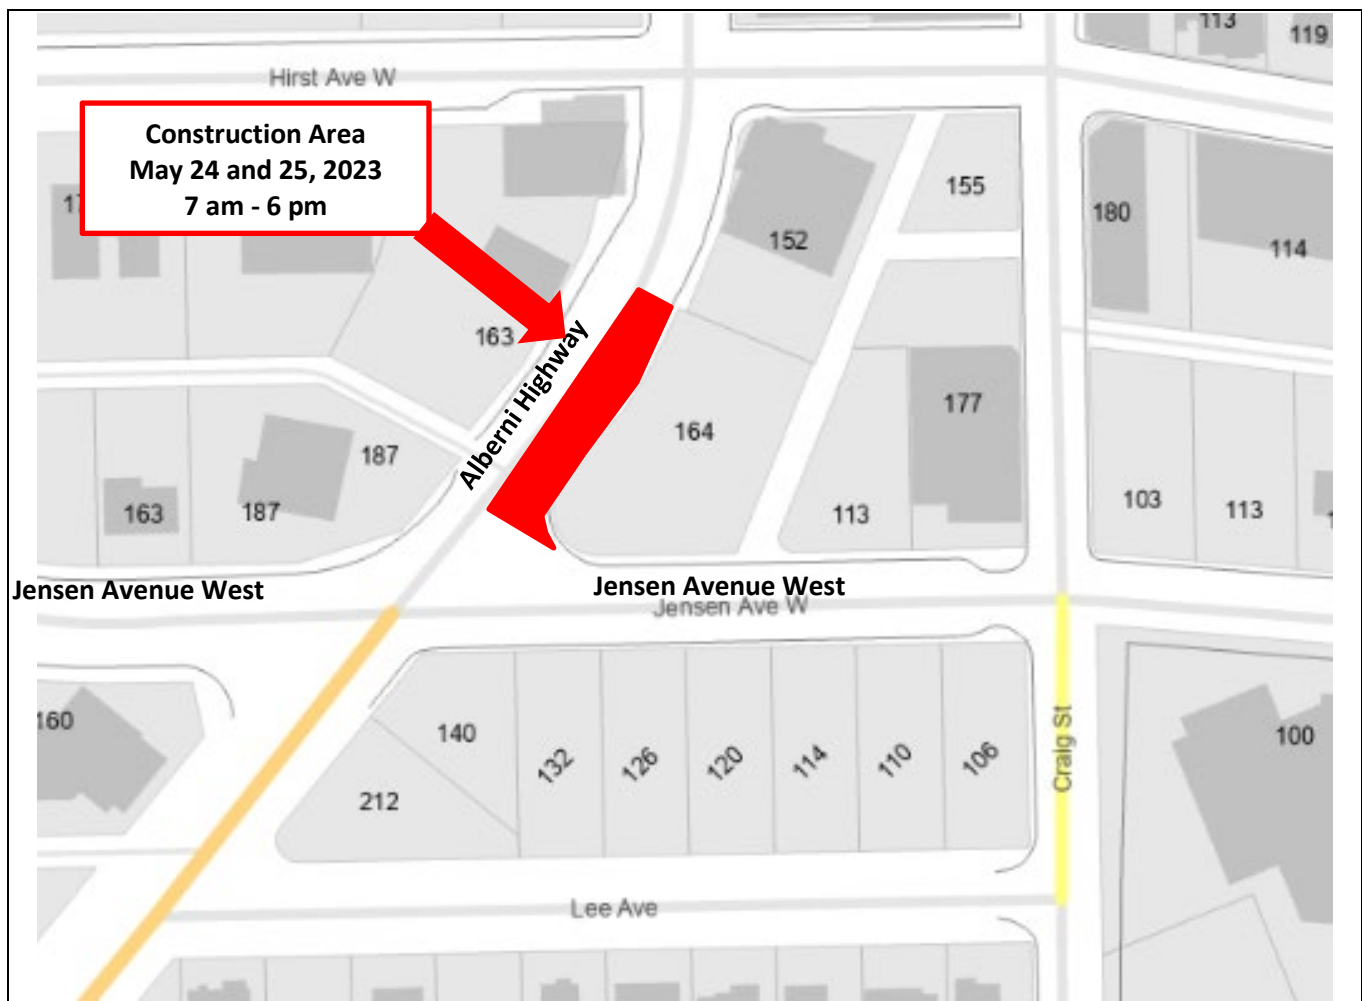 113
119
Hirst Ave W
Construction Area
May 24 and 25, 2023
7 am - 6 pm
155
180
152
114
163
Alberni Highway
177
164
187
187
163
113
103
113
Jensen Avenue West
Jensen Avenue West
Jensen Ave W
160
140
132
126
120
114
110
106
Craig St
100
212
Lee Ave